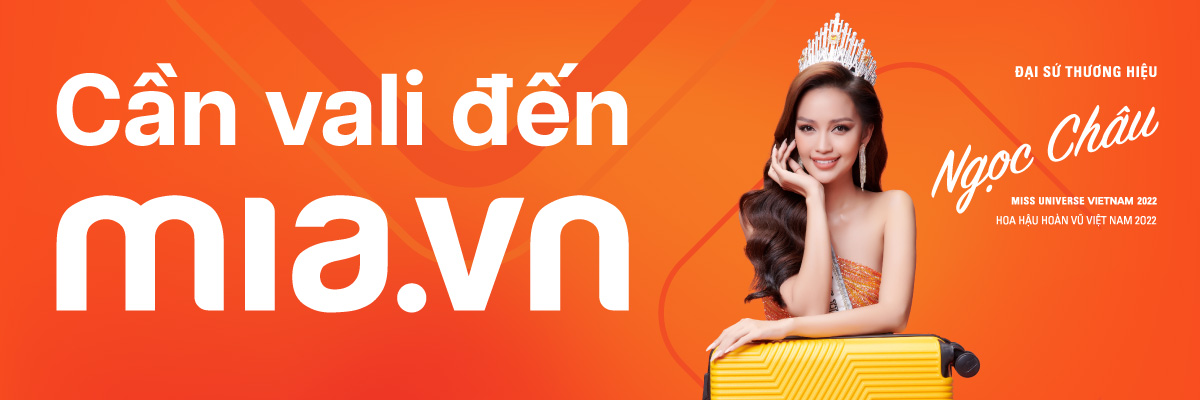 Cần vali đến
mia.vn
ĐẠI SỨ THƯƠNG HIỆU
Ngọc Châu
MISS UNIVERSE VIETNAM 2022
HOA HẬU HOÀN VŨ VIỆT NAM 2022